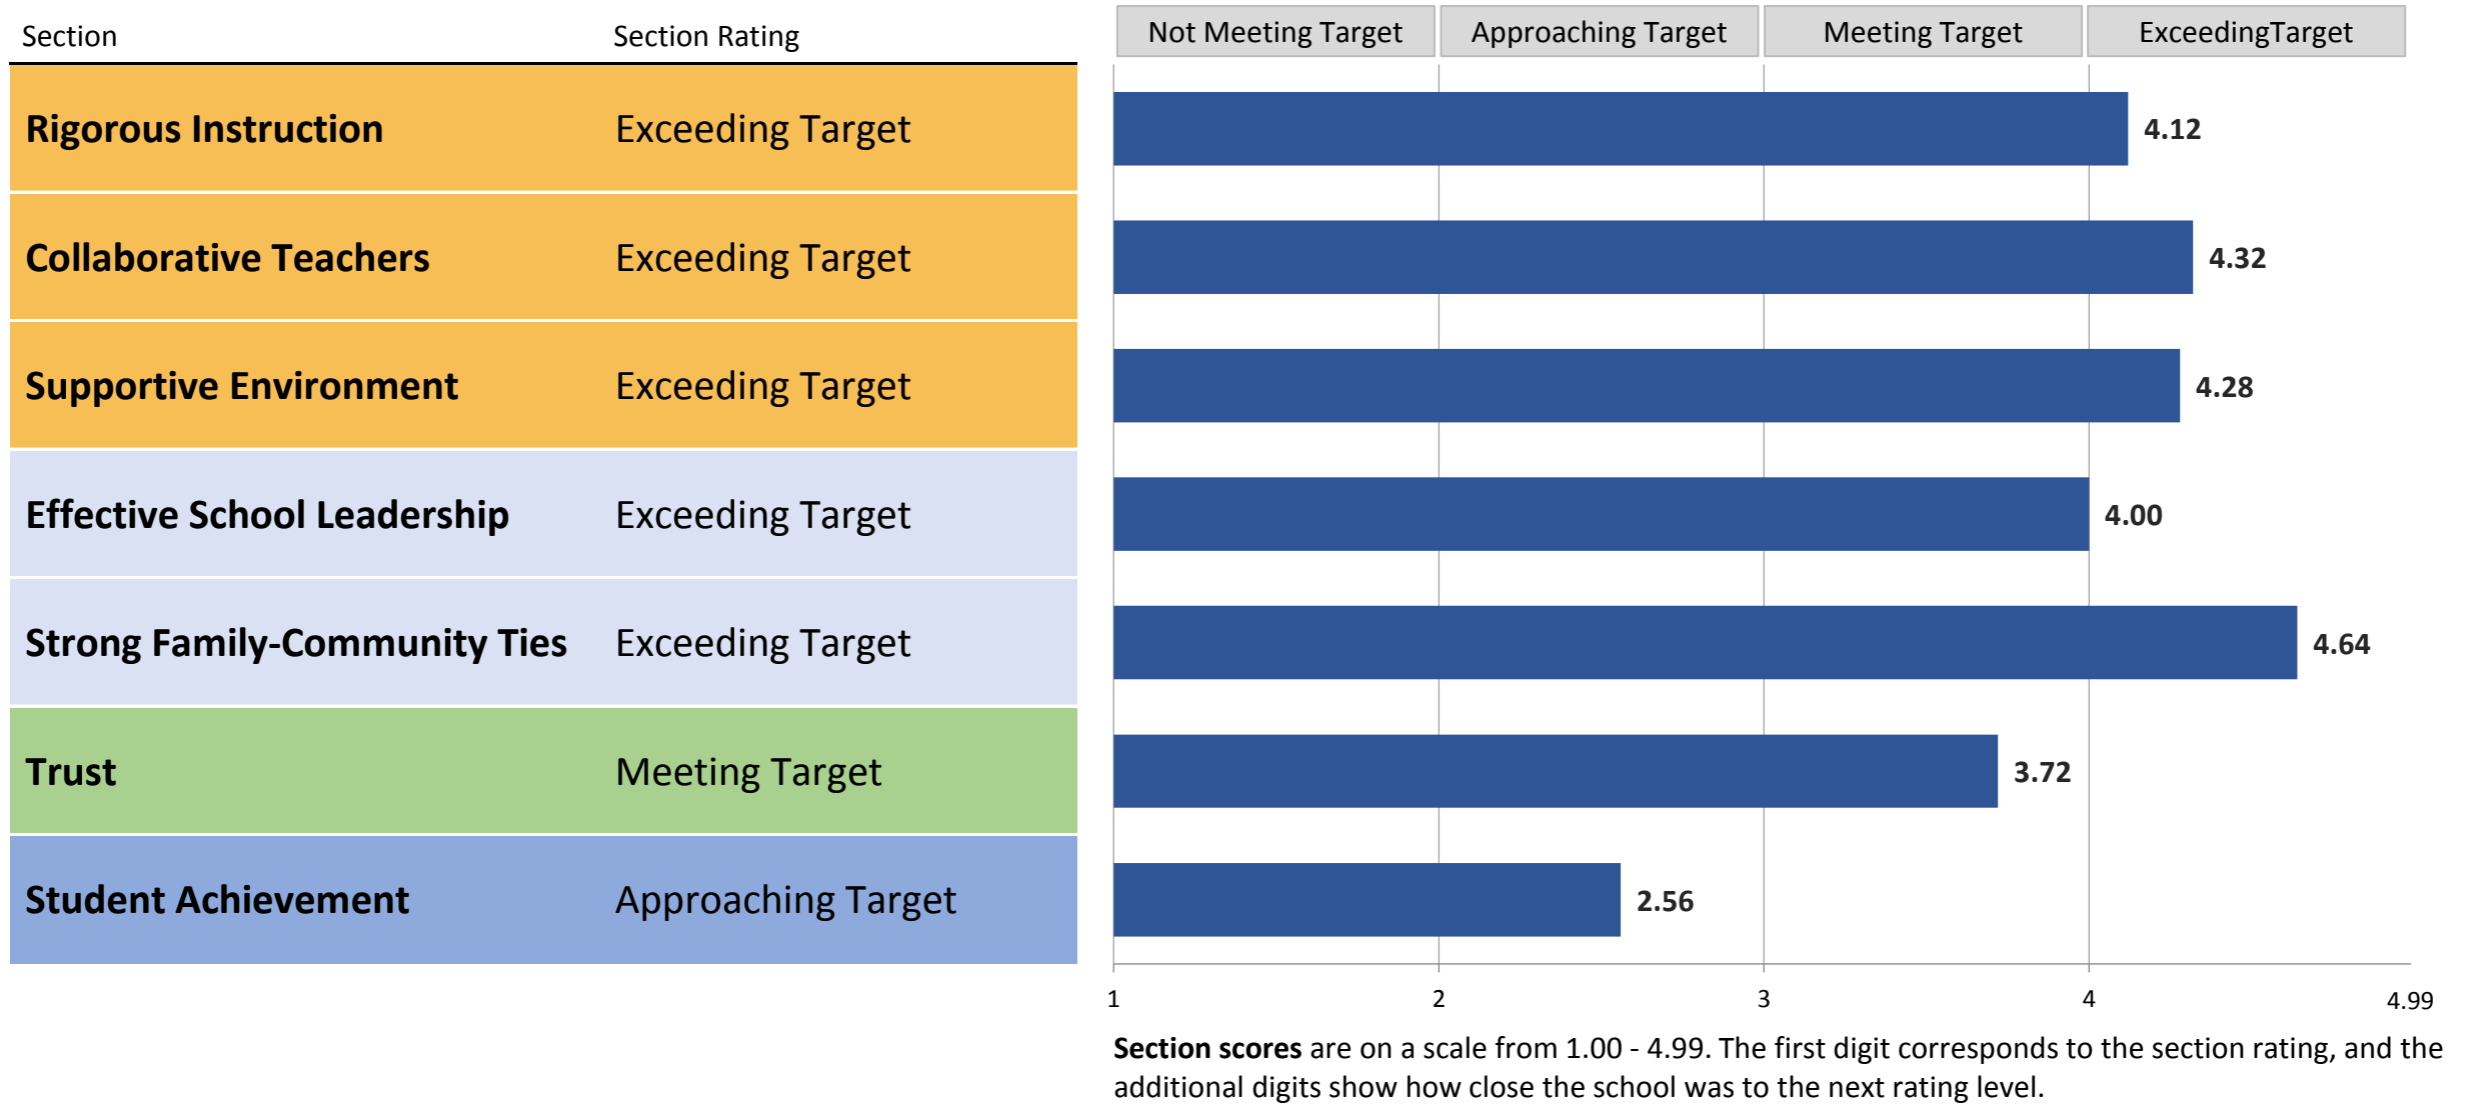 Section Section Rating Not Meeting Target Approaching Target Meeting Target ExceedingTarget
Rigorous Instruction Exceeding Target 4.12
Collaborative Teachers Exceeding Target 4.32
Supportive Environment Exceeding Target 4.28
Effective School Leadership Exceeding Target 4.00
Strong Family-Community Ties Exceeding Target 4.64
Trust Meeting Target 3.72
Student Achievement Approaching Target 2.56
1 2 3 4 4.99
Section scores are on a scale from 1.00 - 4.99. The first digit corresponds to the section rating, and the
additional digits show how close the school was to the next rating level.